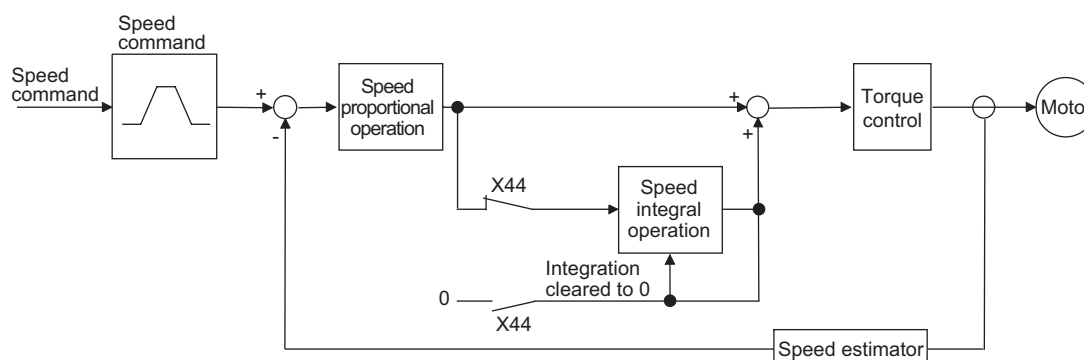 Speed
command
Speed
command
+
-
Speed
proportional
operation
+
+
Torque
control
Moto
X44
Speed
integral
operation
Integration
cleared to 0
0
X44
Speed estimator